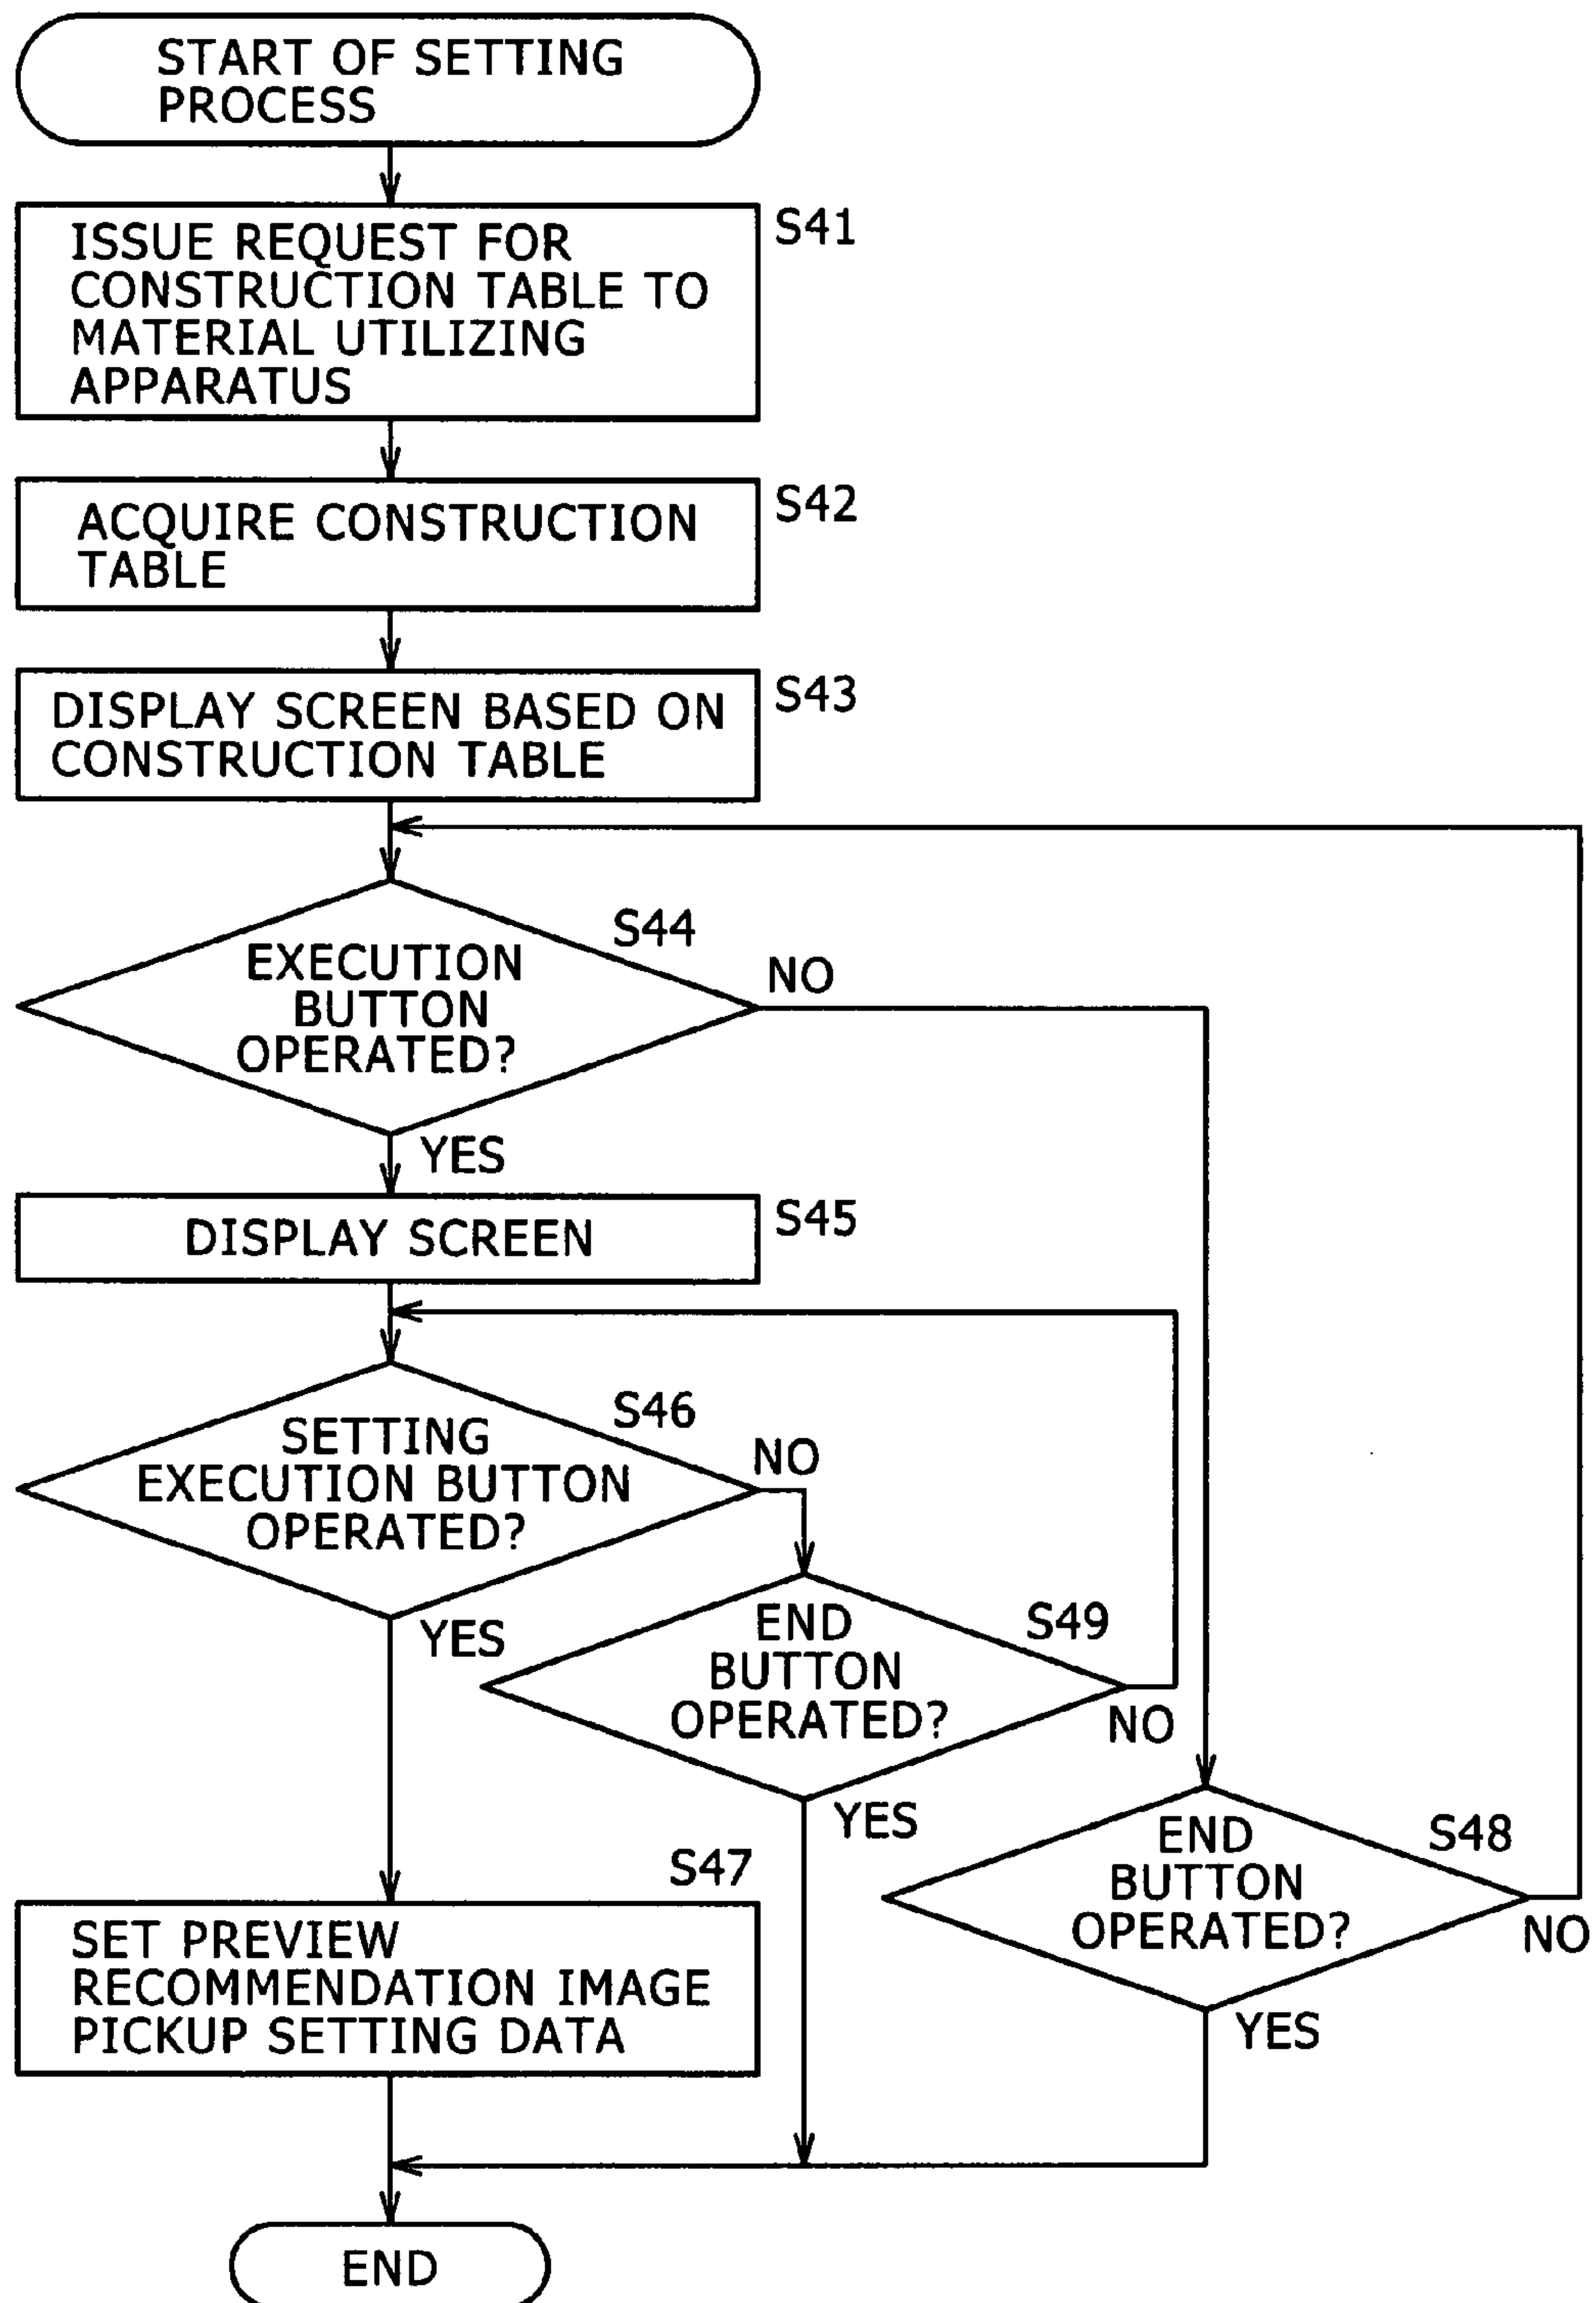 START OF SETTING
PROCESS
S41
ISSUE REQUEST FOR
CONSTRUCTION TABLE TO
MATERIAL UTILIZING
APPARATUS
S42
ACQUIRE CONSTRUCTION
TABLE
S43
DISPLAY SCREEN BASED ON
CONSTRUCTION TABLE
S44
EXECUTION
BUTTON
OPERATED?
NO
YES
S45
DISPLAY SCREEN
S46
SETTING
EXECUTION BUTTON
OPERATED?
NO
YES
S49
END
BUTTON
OPERATED?
NO
YES
S48
END
BUTTON
OPERATED?
NO
YES
S47
SET PREVIEW
RECOMMENDATION IMAGE
PICKUP SETTING DATA
END